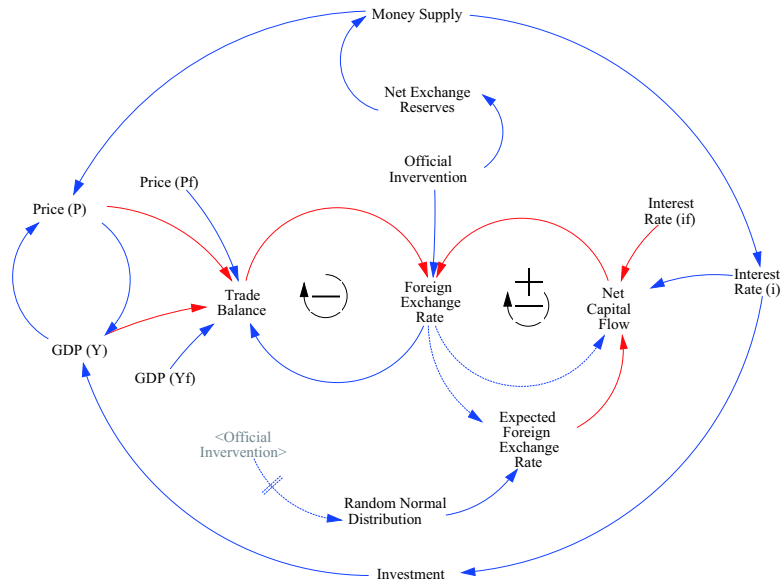 Money Supply
Net Exchange
Reserves
Official
Invervention
Price (Pf)
Price (P)
Interest
Rate (if)
Trade
Balance
Foreign
Exchange
Rate
Net
Capital
Flow
Interest
Rate (i)
GDP (Y)
GDP (Yf)
Expected
Foreign
Exchange
Rate
<Official
Invervention>
Random Normal
Distribution
Investment